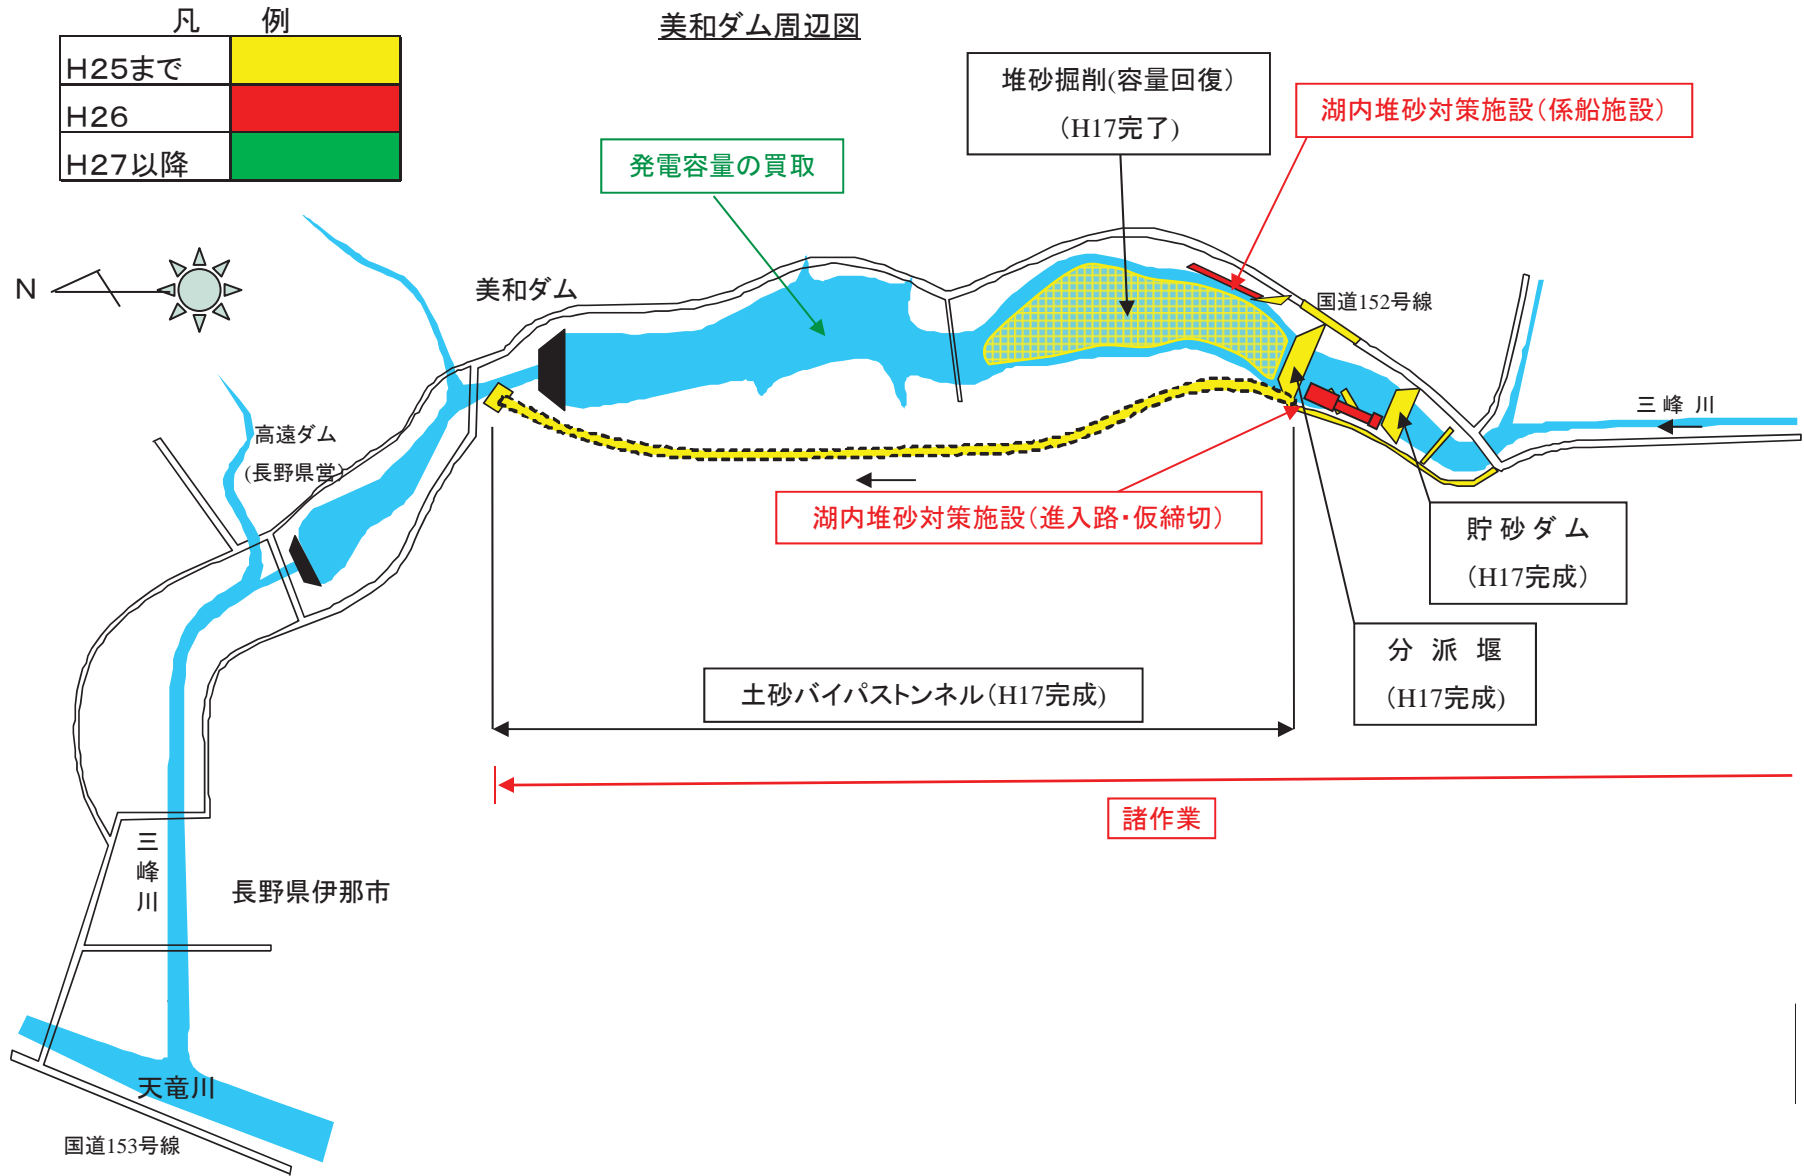 凡 例
H25まで
H26
H27以降
美和ダム周辺図
堆砂掘削(容量回復)
(H17完了)
湖内堆砂対策施設(係船施設)
発電容量の買取
N
美和ダム
国道152号線
三峰川
高遠ダム
(長野県営)
湖内堆砂対策施設(進入路・仮締切)
貯砂ダム
(H17完成)
分派堰
(H17完成)
土砂バイパストンネル(H17完成)
諸作業
三峰川
長野県伊那市
天竜川
国道153号線